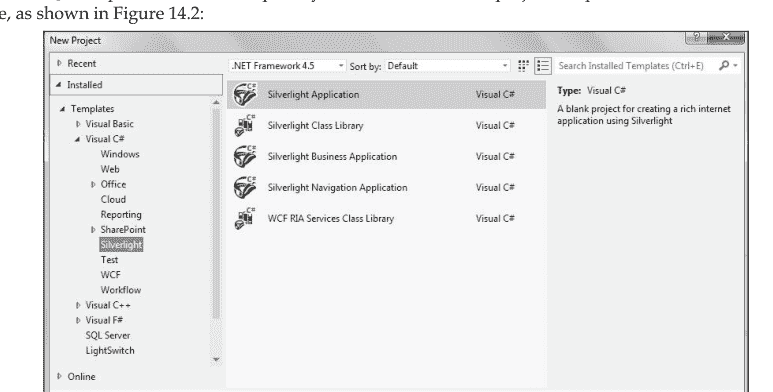 e, as shown in Figure 14.2:
New Project
Recent
.NET Framework 4.5 Sort by: Default Search Installed Templates (Ctrl+E)
Installed
Templates
Visual Basic
Visual C#
Windows
Web
Office
Cloud
Reporting
SharePoint
Silverlight
Test
WCF
Workflow
Visual C++
Visual F#
SQL Server
LightSwitch
Online
Silverlight Application Visual C#
Silverlight Class Library Visual C#
Silverlight Business Application Visual C#
Silverlight Navigation Application Visual C#
WCF RIA Services Class Library Visual C#
Type: Visual C#
A blank project for creating a rich internet
application using Silverlight